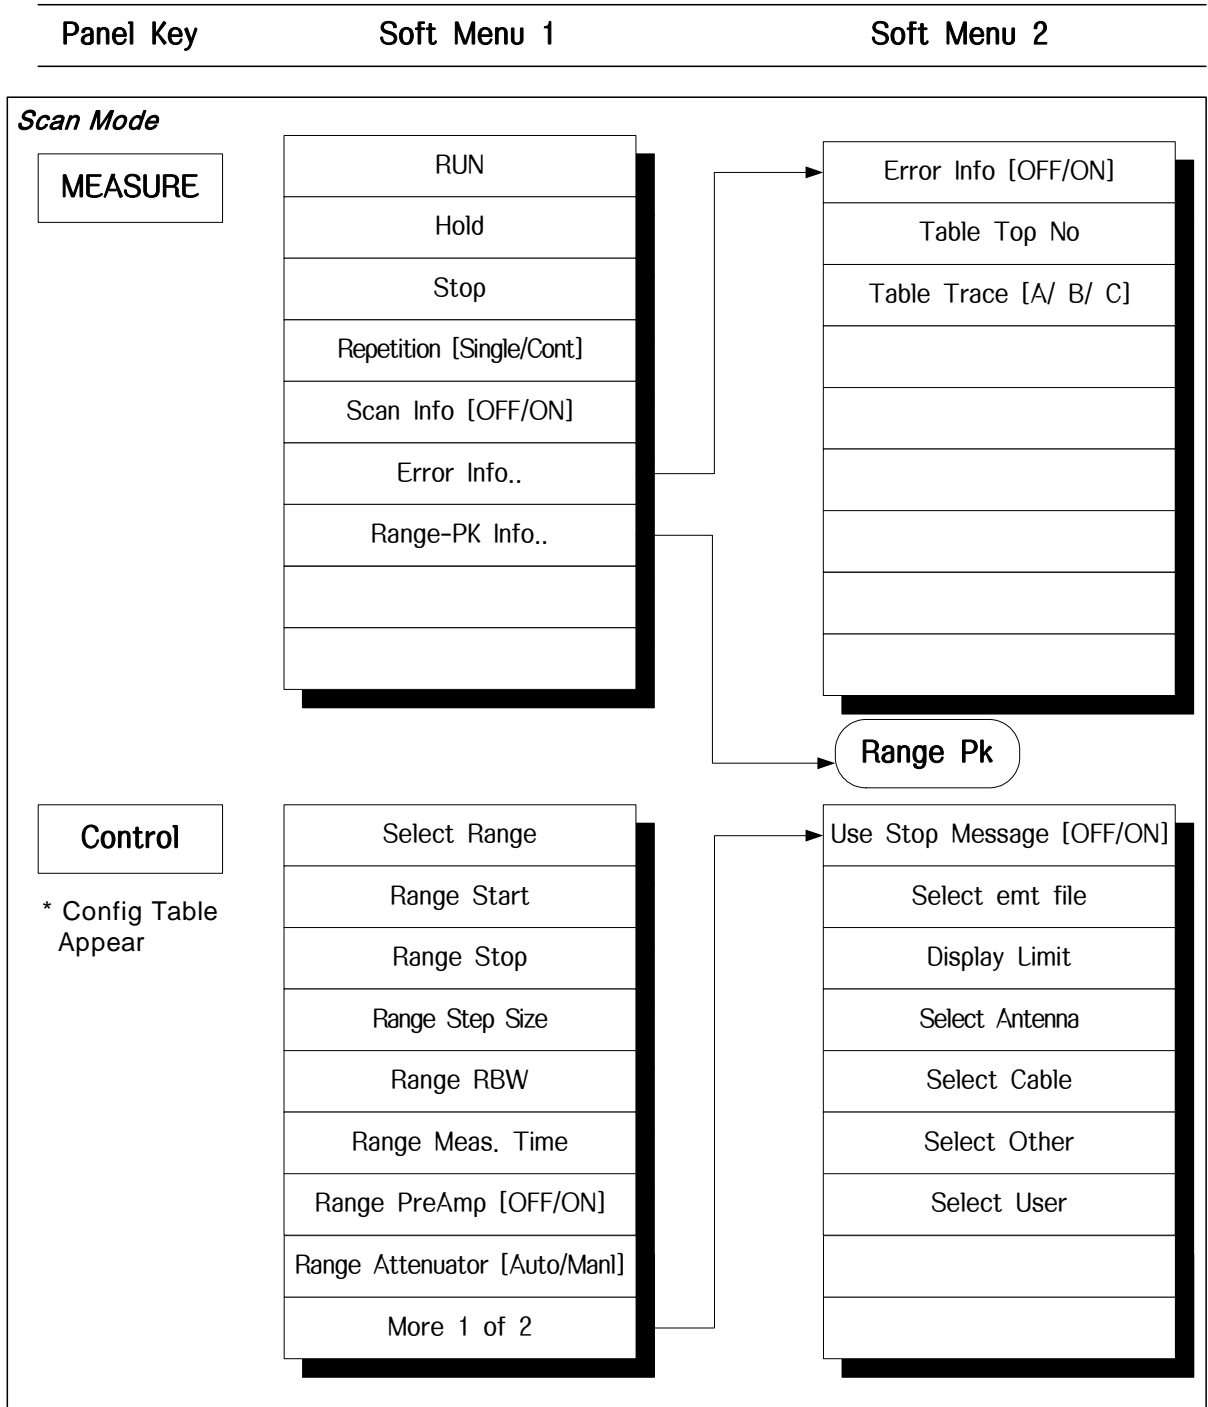 Panel Key Soft Menu 1 Soft Menu 2
Scan Mode
MEASURE
RUN
Hold
Stop
Repetition [Single/Cont]
Scan Info [OFF/ON]
Error Info..
Range-PK Info..
Error Info [OFF/ON]
Table Top No
Table Trace [A/ B/ C]
Range Pk
Control
* Config Table
Appear
Select Range
Range Start
Range Stop
Range Step Size
Range RBW
Range Meas. Time
Range PreAmp [OFF/ON]
Range Attenuator [Auto/Manl]
More 1 of 2
Use Stop Message [OFF/ON]
Select emt file
Display Limit
Select Antenna
Select Cable
Select Other
Select User